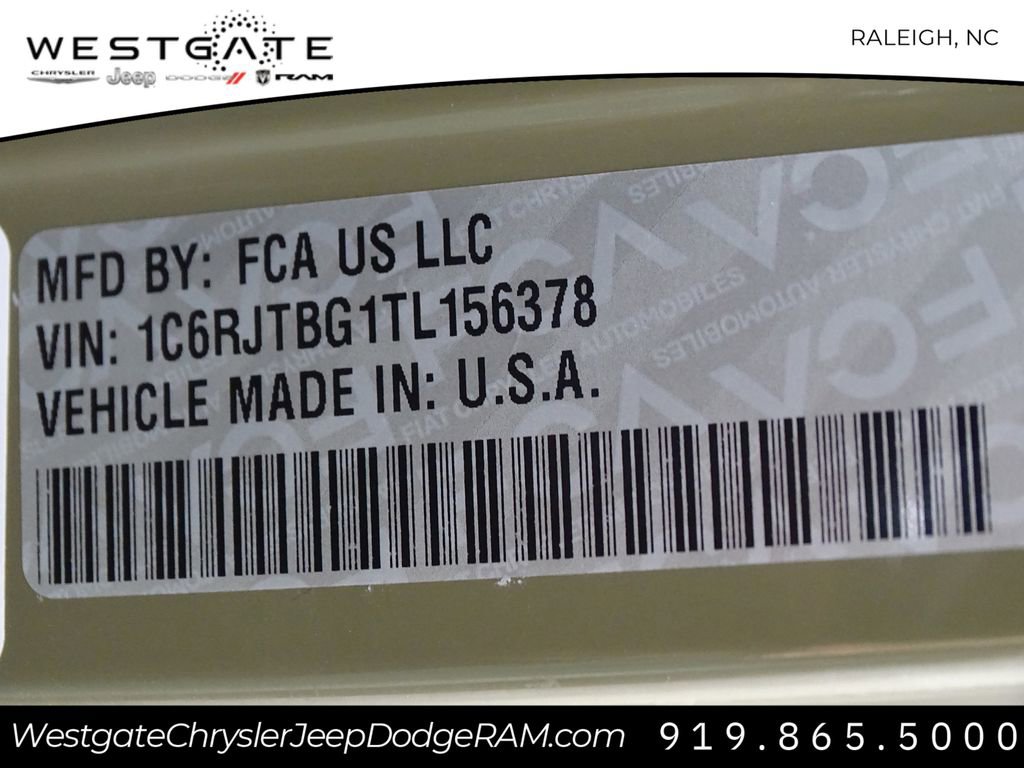 WESTGATE
RALEIGH, NC
CHRYSLER Jeep DODGE RAM
MFD BY: FCA US LLC
VIN: 1C6RJTBG1TL156378
VEHICLE MADE IN: U.S.A.
WestgateChryslerJeepDodgeRAM.com
919.865.5000